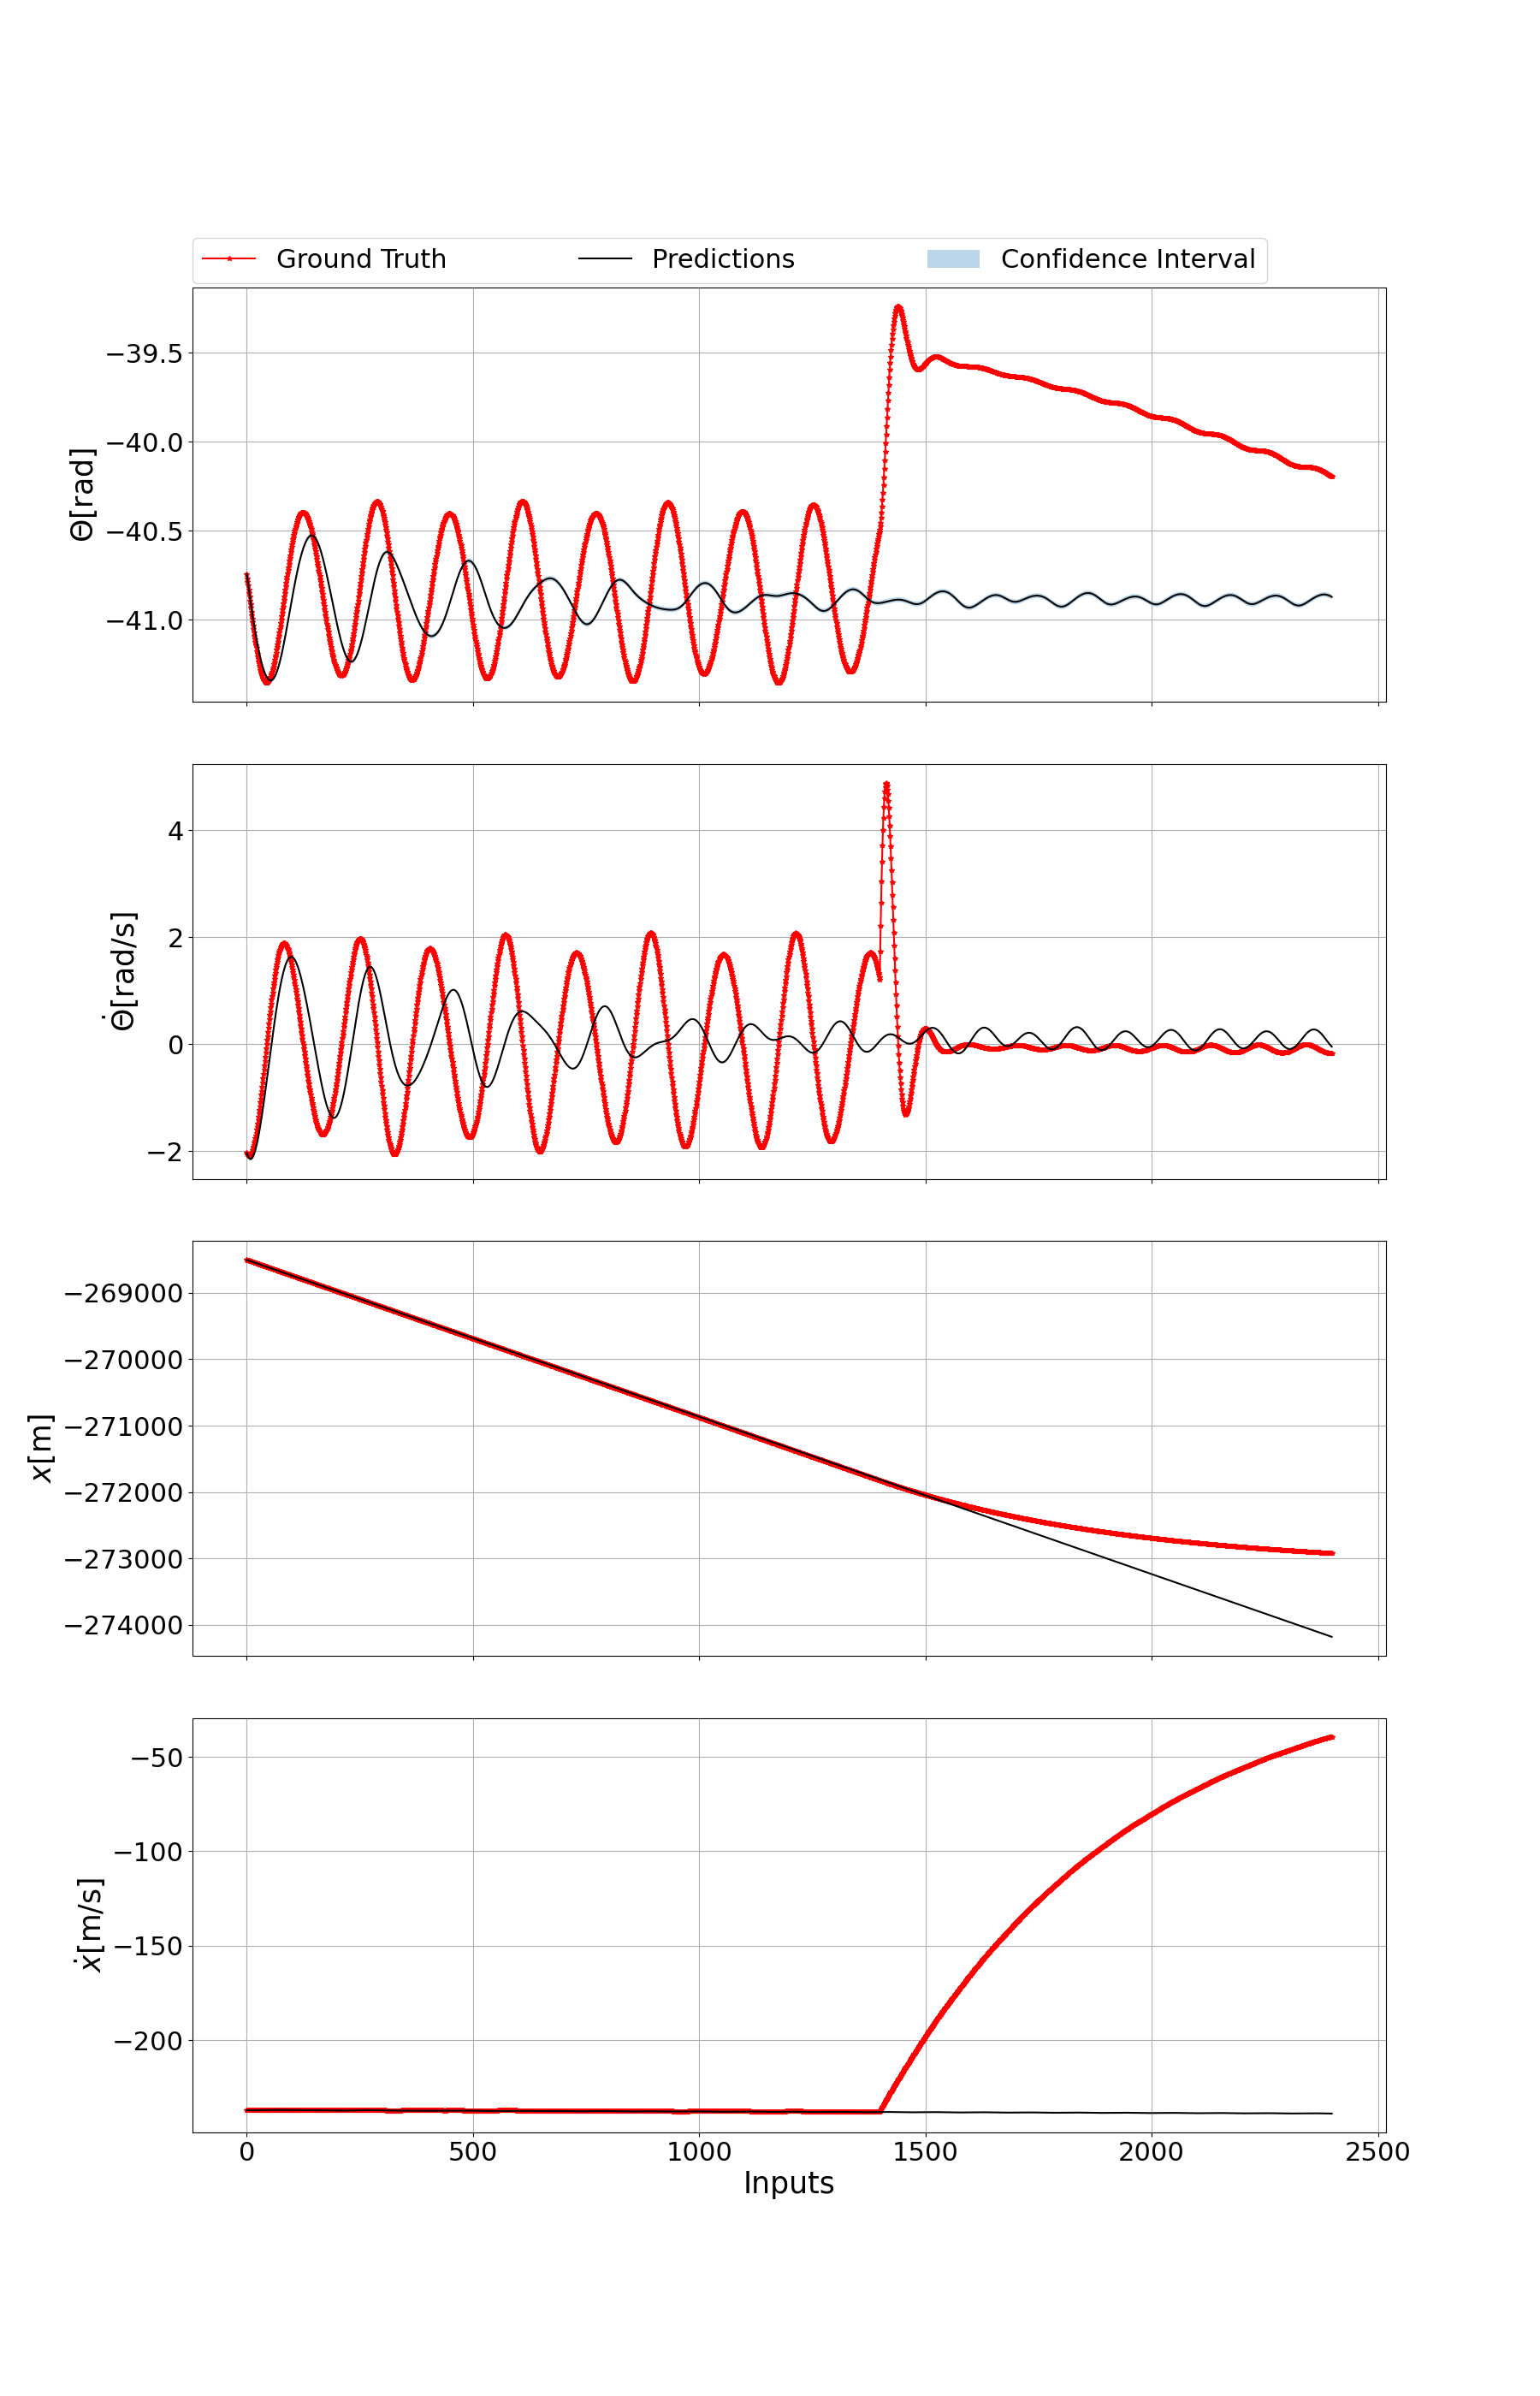 Ground Truth
Predictions
Confidence Interval
Θ[rad]
−39.5
−40.0
−40.5
−41.0
Θ̇[rad/s]
4
2
0
−2
x[m]
−269000
−270000
−271000
−272000
−273000
−274000
ẋ[m/s]
−50
−100
−150
−200
0 500 1000 1500 2000 2500
Inputs